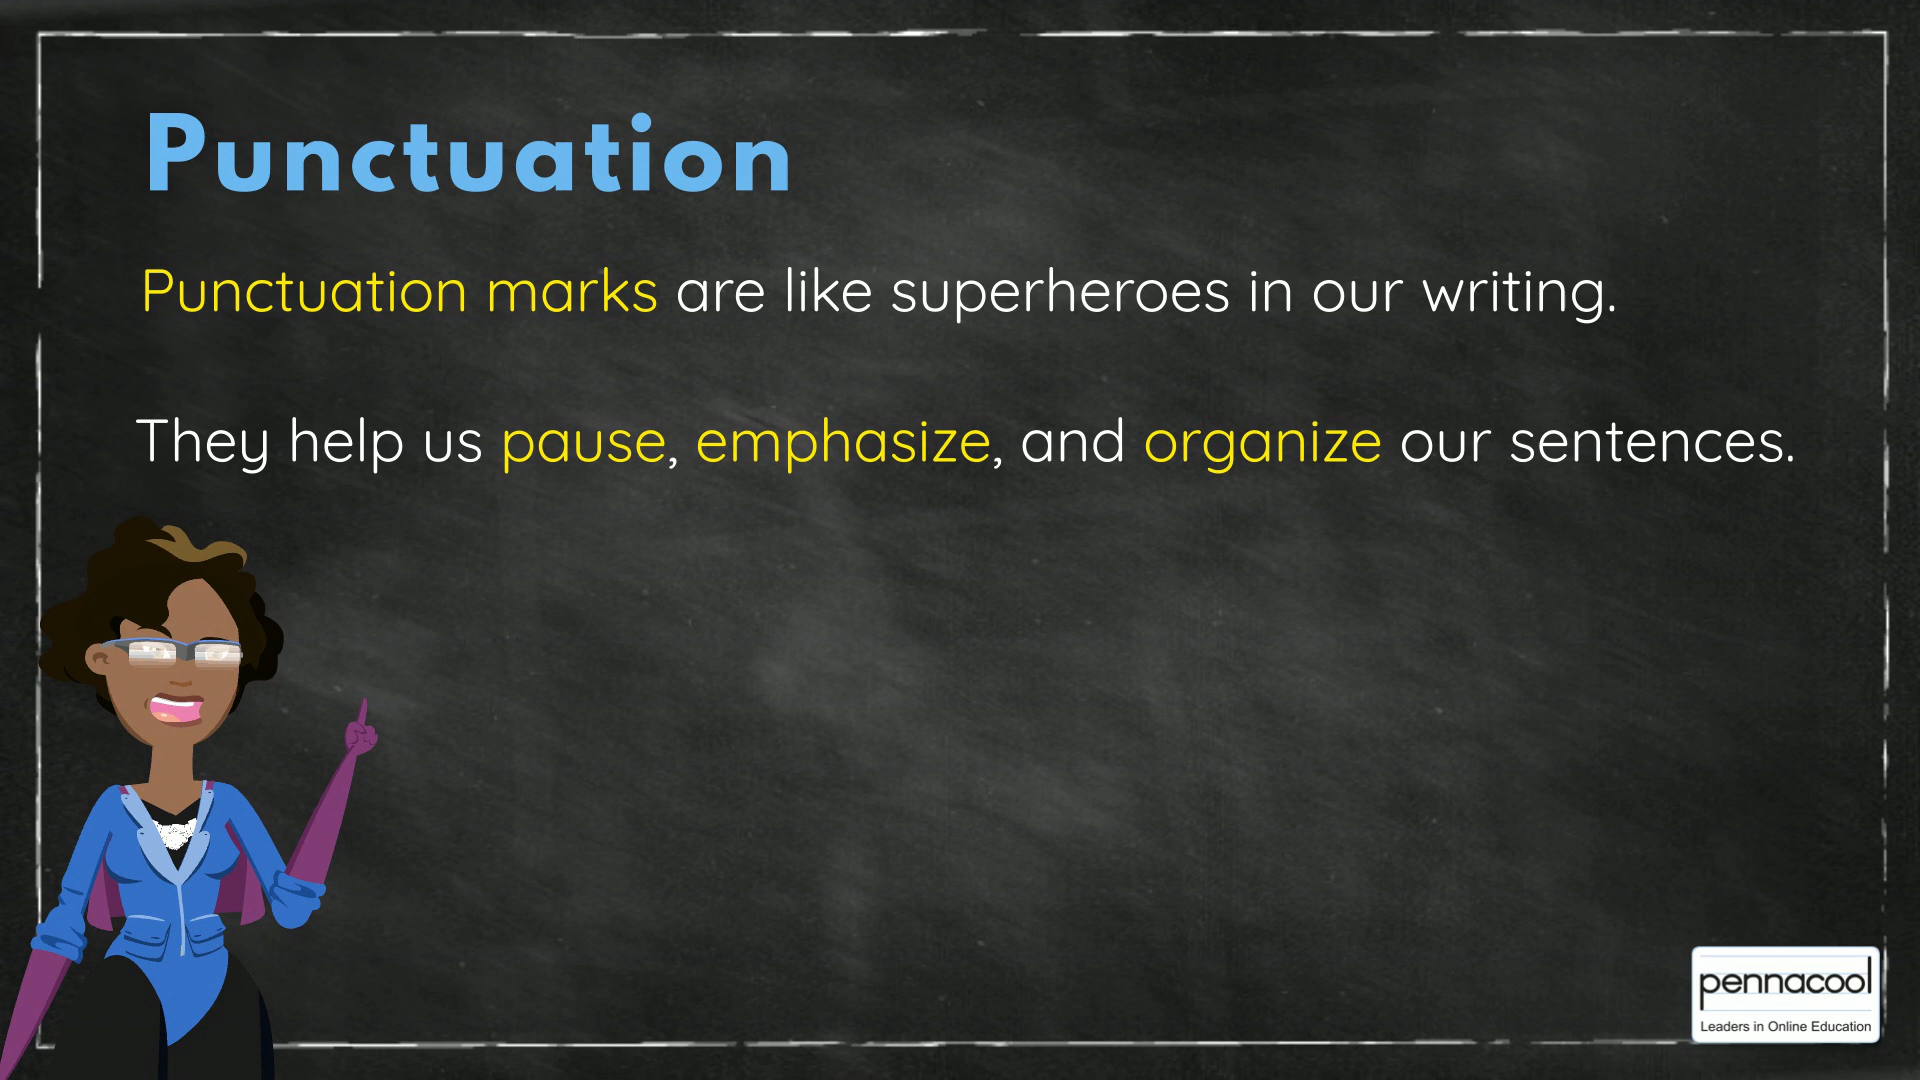 Punctuation
Punctuation marks are like superheroes in our writing.
They help us pause, emphasize, and organize our sentences.
pennacool
Leaders in Online Education